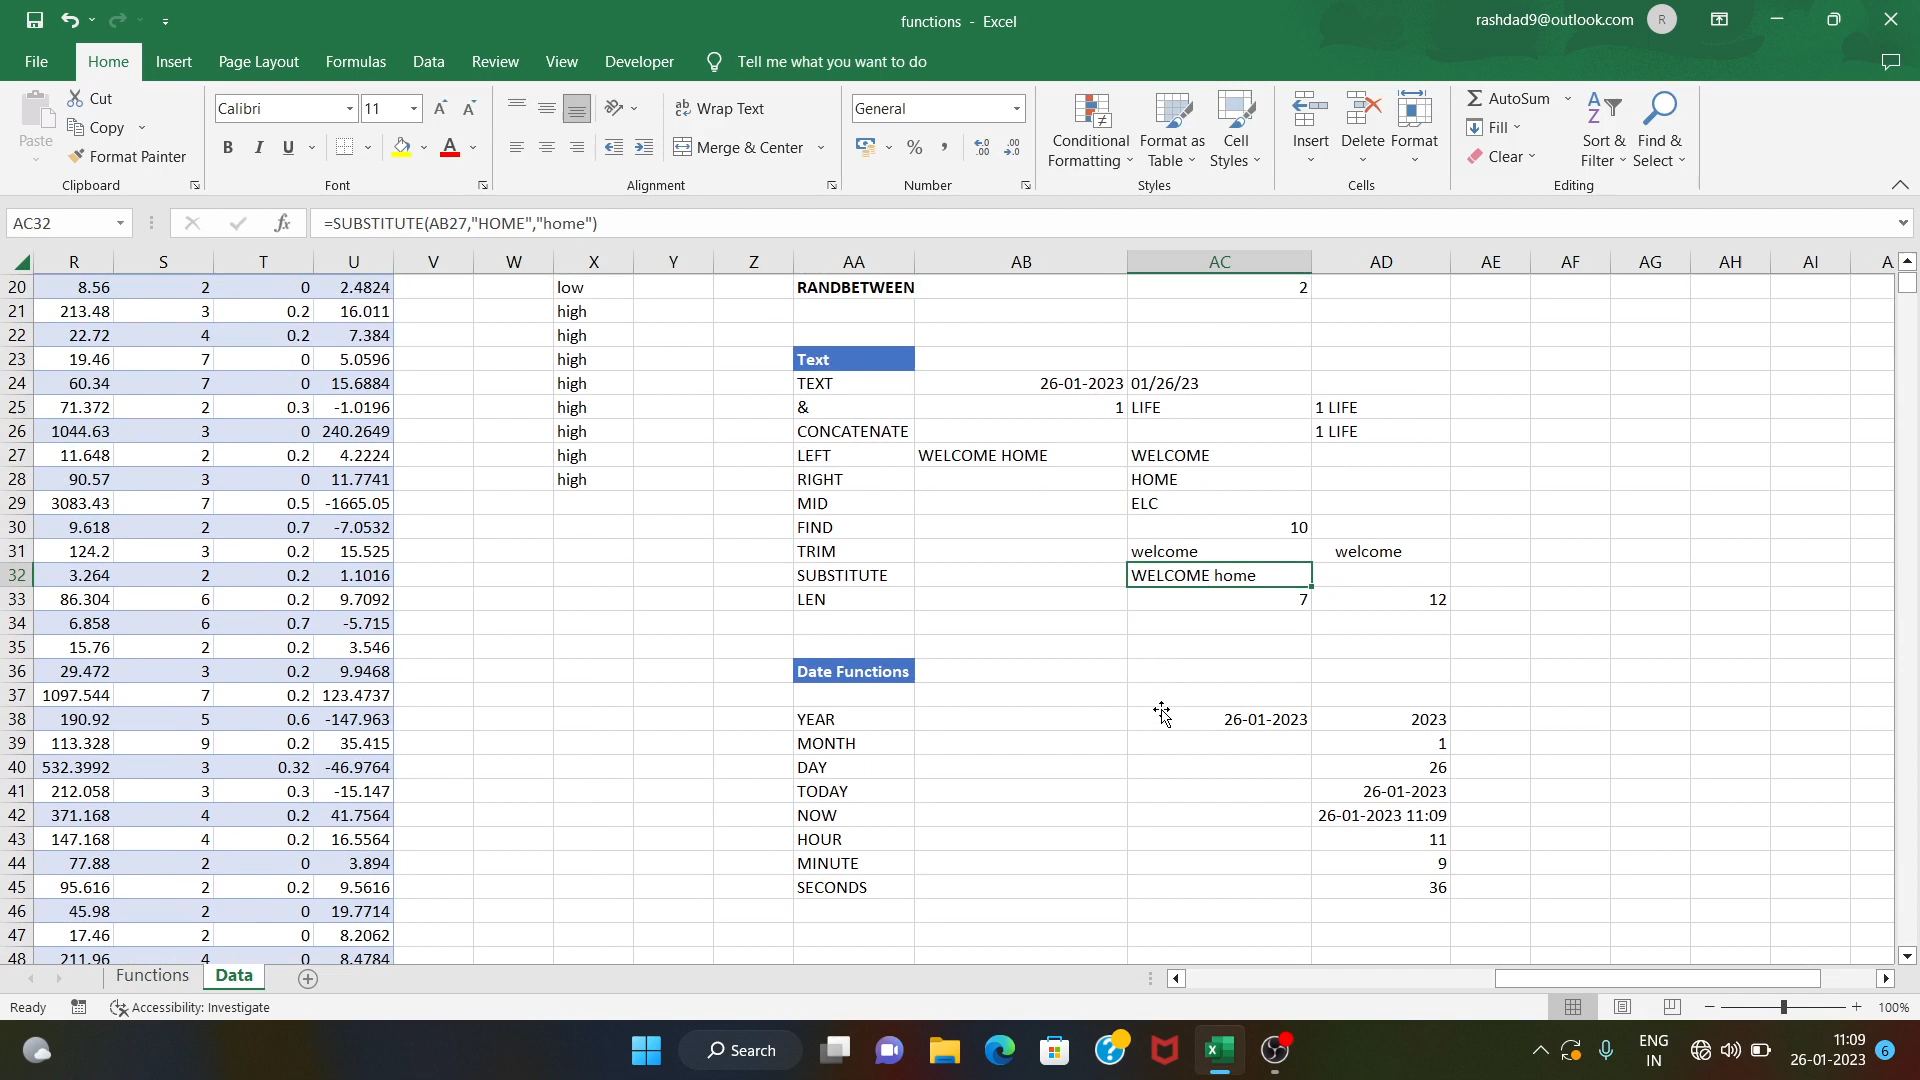 functions - Excel
rashdad9@outlook.com R
File Home Insert Page Layout Formulas Data Review View Developer Tell me what you want to do
Paste
Cut
Copy
Format Painter
Clipboard
Calibri 11
B I U
Font
Wrap Text
Merge & Center
Alignment
General
Number
Conditional Formatting
Format as Table
Cell Styles
Styles
Insert Delete Format
Cells
AutoSum
Fill
Clear
Sort & Filter
Find & Select
Editing
AC32 fx =SUBSTITUTE(AB27,"HOME","home")
R S T U V W X Y Z AA AB AC AD AE AF AG AH AI A
20 8.56 2 0 2.4824 low RANDBETWEEN 2
21 213.48 3 0.2 16.011 high
22 22.72 4 0.2 7.384 high
23 19.46 7 0 5.0596 high Text
24 60.34 7 0 15.6884 high TEXT 26-01-2023 01/26/23
25 71.372 2 0.3 -1.0196 high & 1 LIFE 1 LIFE
26 1044.63 3 0 240.2649 high CONCATENATE 1 LIFE
27 11.648 2 0.2 4.2224 high LEFT WELCOME HOME WELCOME
28 90.57 3 0 11.7741 high RIGHT HOME
29 3083.43 7 0.5 -1665.05 MID ELC
30 9.618 2 0.7 -7.0532 FIND 10
31 124.2 3 0.2 15.525 TRIM welcome welcome
32 3.264 2 0.2 1.1016 SUBSTITUTE WELCOME home
33 86.304 6 0.2 9.7092 LEN 7 12
34 6.858 6 0.7 -5.715
35 15.76 2 0.2 3.546
36 29.472 3 0.2 9.9468 Date Functions
37 1097.544 7 0.2 123.4737
38 190.92 5 0.6 -147.963 YEAR 26-01-2023 2023
39 113.328 9 0.2 35.415 MONTH 1
40 532.3992 3 0.32 -46.9764 DAY 26
41 212.058 3 0.3 -15.147 TODAY 26-01-2023
42 371.168 4 0.2 41.7564 NOW 26-01-2023 11:09
43 147.168 4 0.2 16.5564 HOUR 11
44 77.88 2 0 3.894 MINUTE 9
45 95.616 2 0.2 9.5616 SECONDS 36
46 45.98 2 0 19.7714
47 17.46 2 0 8.2062
48 211.96 4 0 8.4784
Functions Data
Ready Accessibility: Investigate 100%
Search
ENG IN
11:09
26-01-2023 6